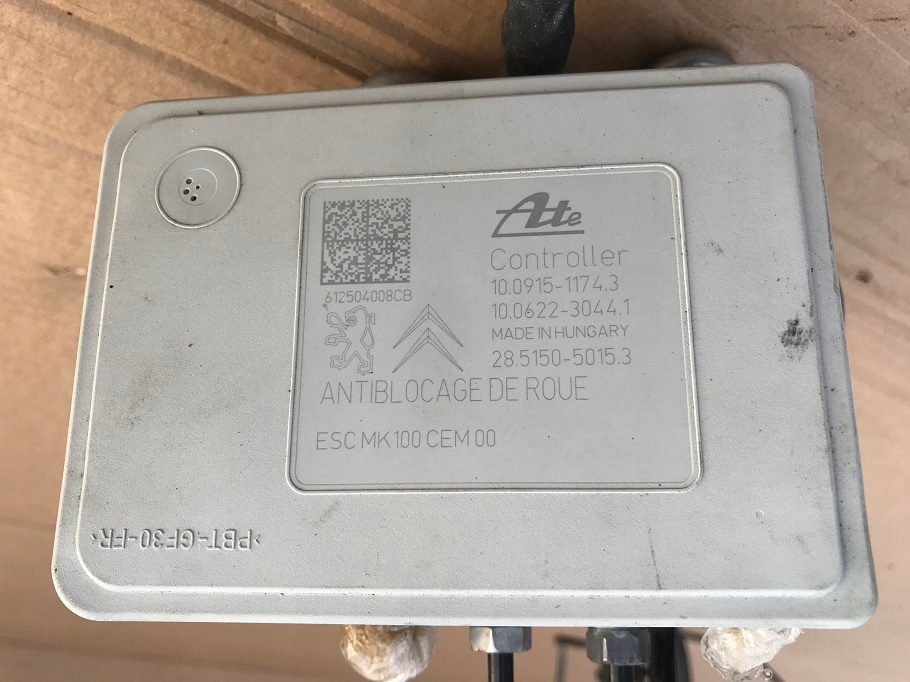 Ate
Controller
10.0915-1174.3
10.0622-3044.1
MADE IN HUNGARY
28.5150-5015.3
612504008CB
ANTIBLOCAGE DE ROUE
ESC MK100 CEM 00
>PBT-GF30-FR<